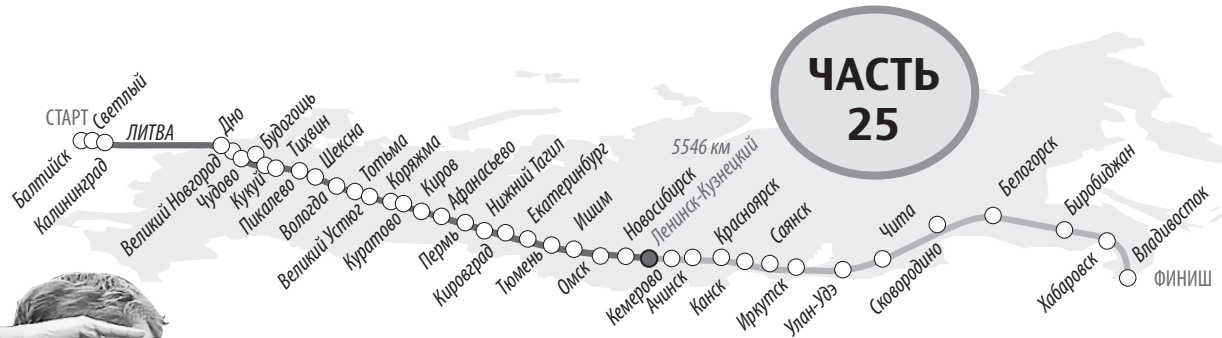 ЧАСТЬ
25
СТАРТ
Балтийск
Светлый
Калининград
ЛИТВА
Дно
Великий Новгород
Чудово
Будогощь
Кукуй
Тихвин
Пикалево
Шексна
Вологда
Тотьма
Великий Устюг
Коряжма
Куратово
Киров
Афанасьево
Пермь
Нижний Тагил
Кировград
Екатеринбург
Тюмень
Ишим
Омск
Новосибирск
5546 км
Ленинск-Кузнецкий
Кемерово
Ачинск
Красноярск
Канск
Саянск
Иркутск
Улан-Удэ
Чита
Сковородино
Белогорск
Биробиджан
Хабаровск
Владивосток
ФИНИШ